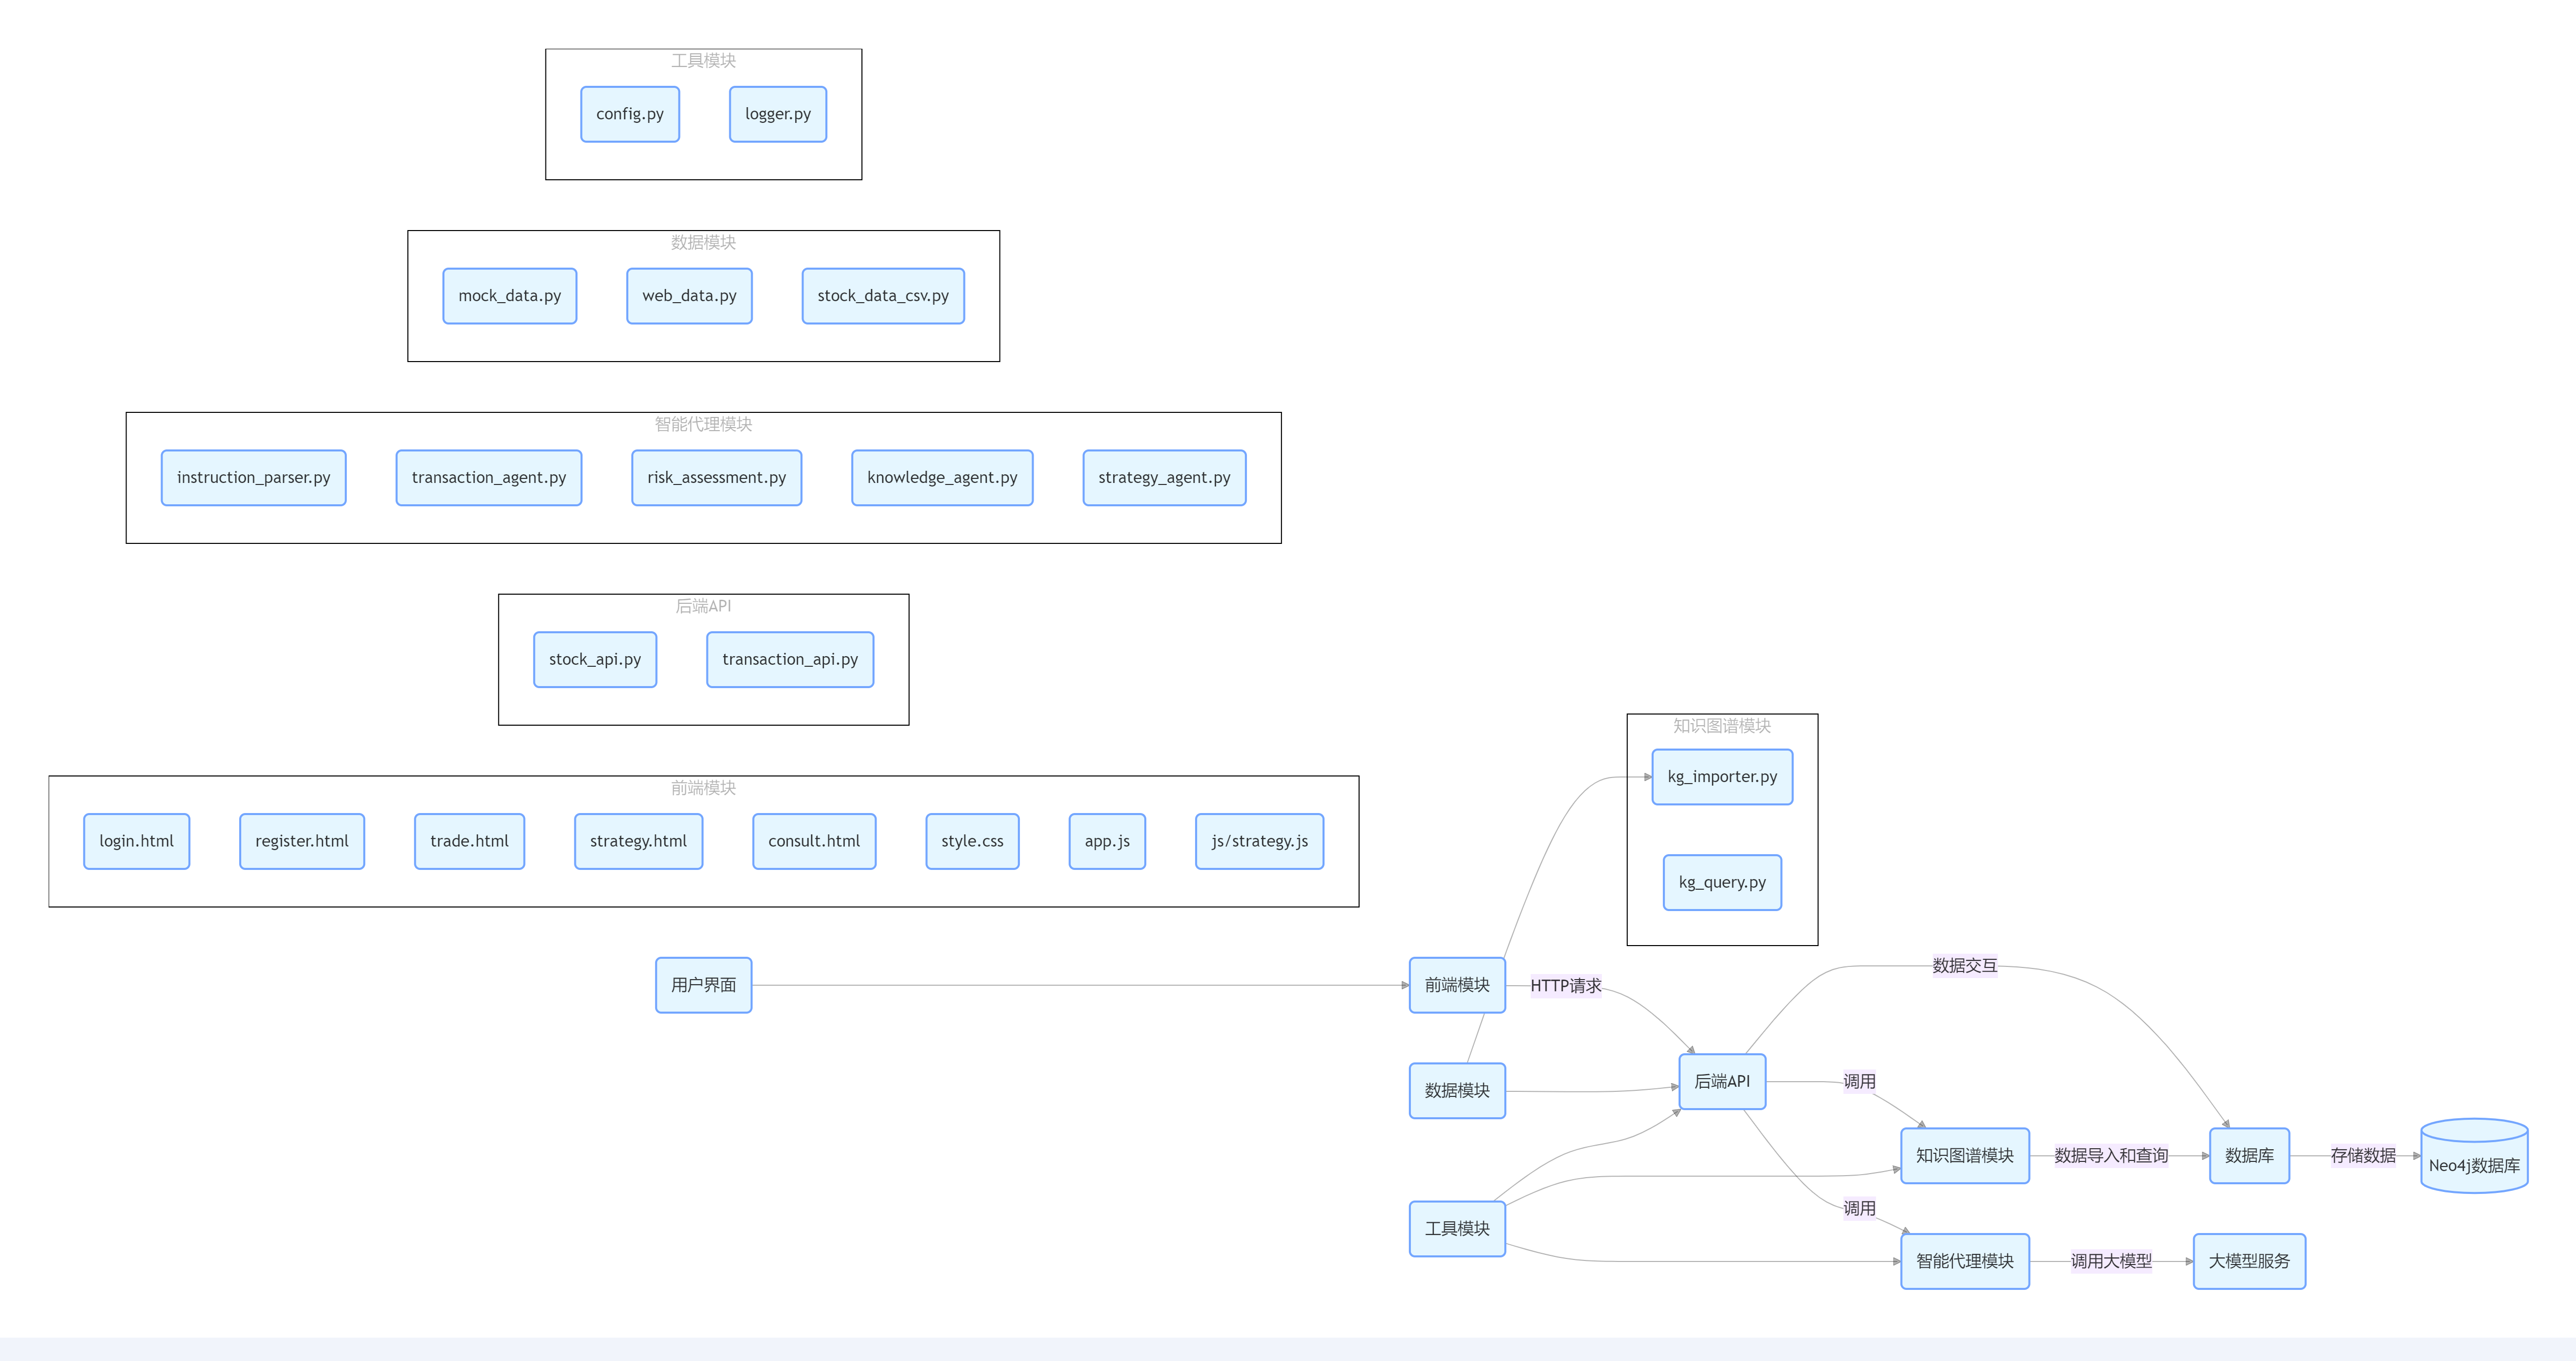 工具模块
config.py
logger.py
数据模块
mock_data.py
web_data.py
stock_data_csv.py
智能代理模块
instruction_parser.py
transaction_agent.py
risk_assessment.py
knowledge_agent.py
strategy_agent.py
后端API
stock_api.py
transaction_api.py
前端模块
login.html
register.html
trade.html
strategy.html
consult.html
style.css
app.js
js/strategy.js
知识图谱模块
kg_importer.py
kg_query.py
用户界面
前端模块
HTTP请求
数据交互
数据模块
后端API
调用
知识图谱模块
数据导入和查询
数据库
存储数据
Neo4j数据库
工具模块
调用
智能代理模块
调用大模型
大模型服务